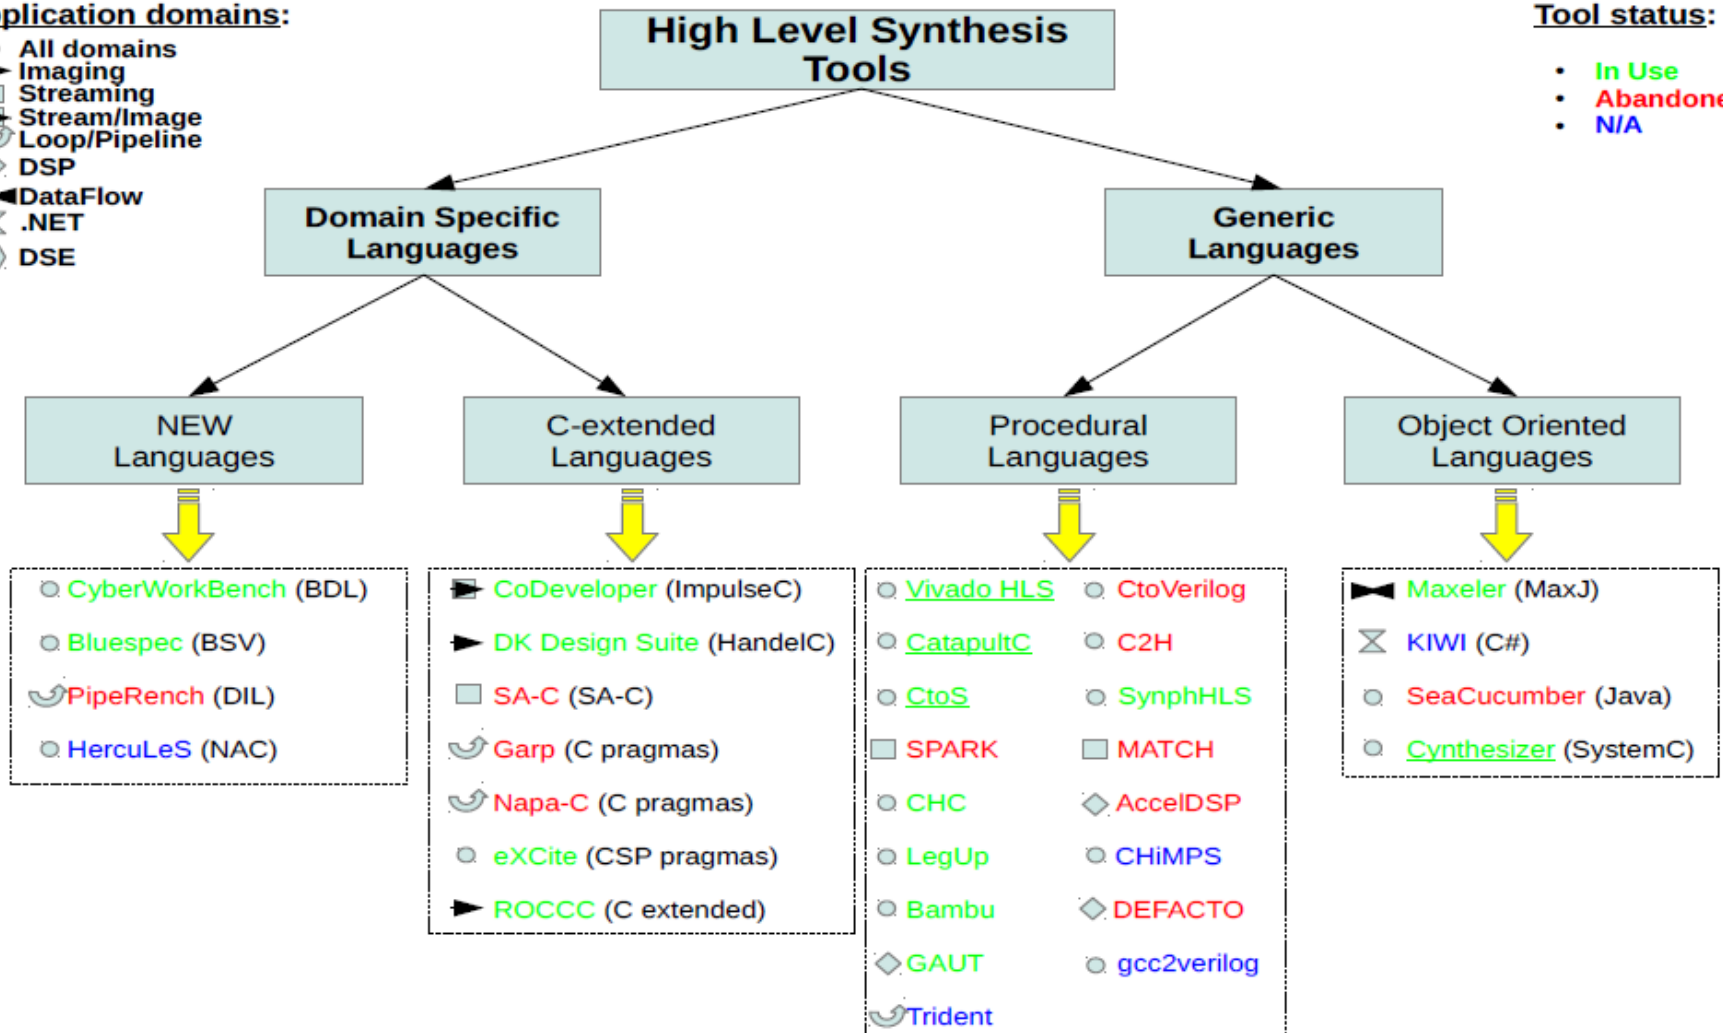 plication domains:
All domains
Imaging
Streaming
Stream/Image
Loop/Pipeline
DSP
DataFlow
.NET
DSE
High Level Synthesis
Tools
Tool status:
• In Use
• Abandone
• N/A
Domain Specific
Languages
Generic
Languages
NEW
Languages
C-extended
Languages
Procedural
Languages
Object Oriented
Languages
CyberWorkBench (BDL)
Bluespec (BSV)
PipeRench (DIL)
HercuLeS (NAC)
CoDeveloper (ImpulseC)
DK Design Suite (HandelC)
SA-C (SA-C)
Garp (C pragmas)
Napa-C (C pragmas)
eXCite (CSP pragmas)
ROCCC (C extended)
Vivado HLS
CatapultC
CtoS
SPARK
CHC
LegUp
Bambu
GAUT
Trident
CtoVerilog
C2H
SynphHLS
MATCH
AccelDSP
CHiMPS
DEFACTO
gcc2verilog
Maxeler (MaxJ)
KIWI (C#)
SeaCucumber (Java)
Cynthesizer (SystemC)